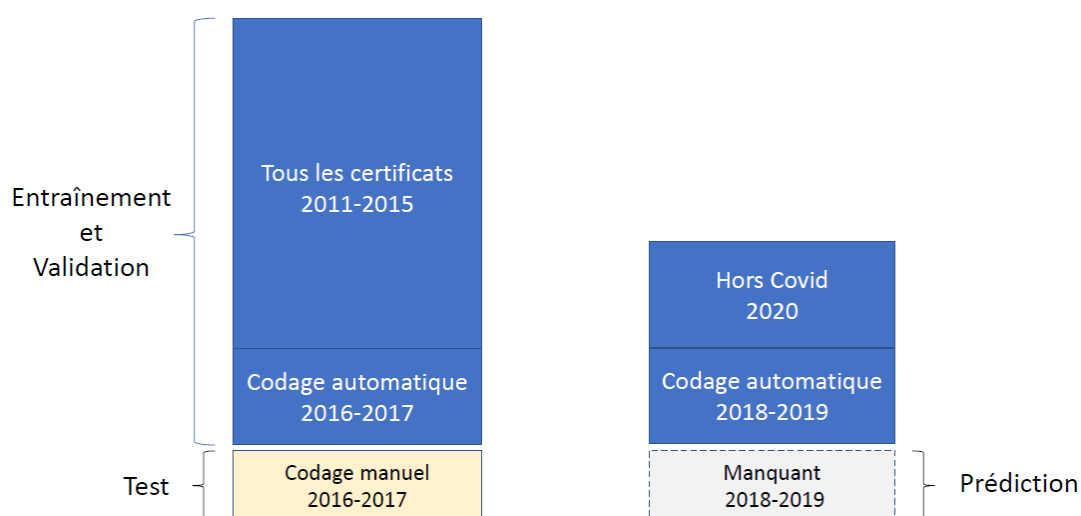 Tous les certificats
2011-2015
Entraînement
et
Validation
Hors Covid
2020
Codage automatique
2016-2017
Codage automatique
2018-2019
Test
Codage manuel
2016-2017
Manquant
2018-2019
Prédiction